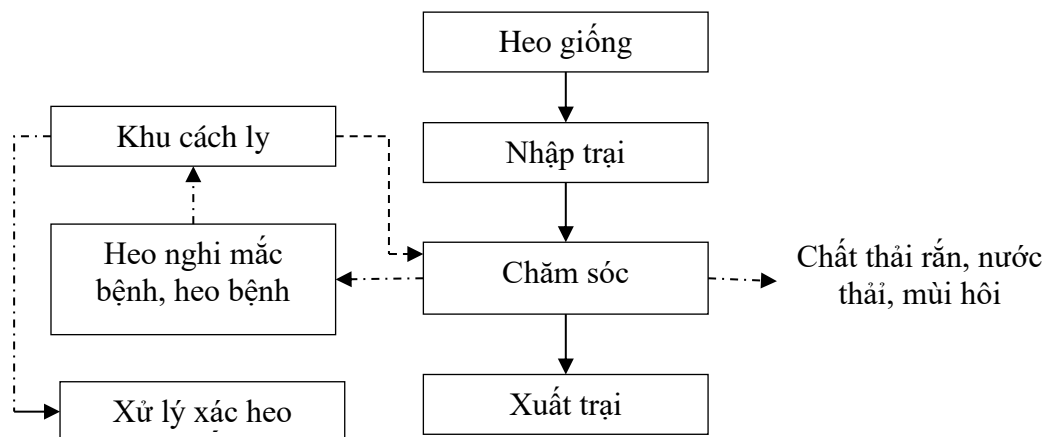 Heo giống
Khu cách ly
Nhập trại
Heo nghi mắc
bệnh, heo bệnh
Chăm sóc
Chất thải rắn, nước
thải, mùi hôi
Xử lý xác heo
Xuất trại